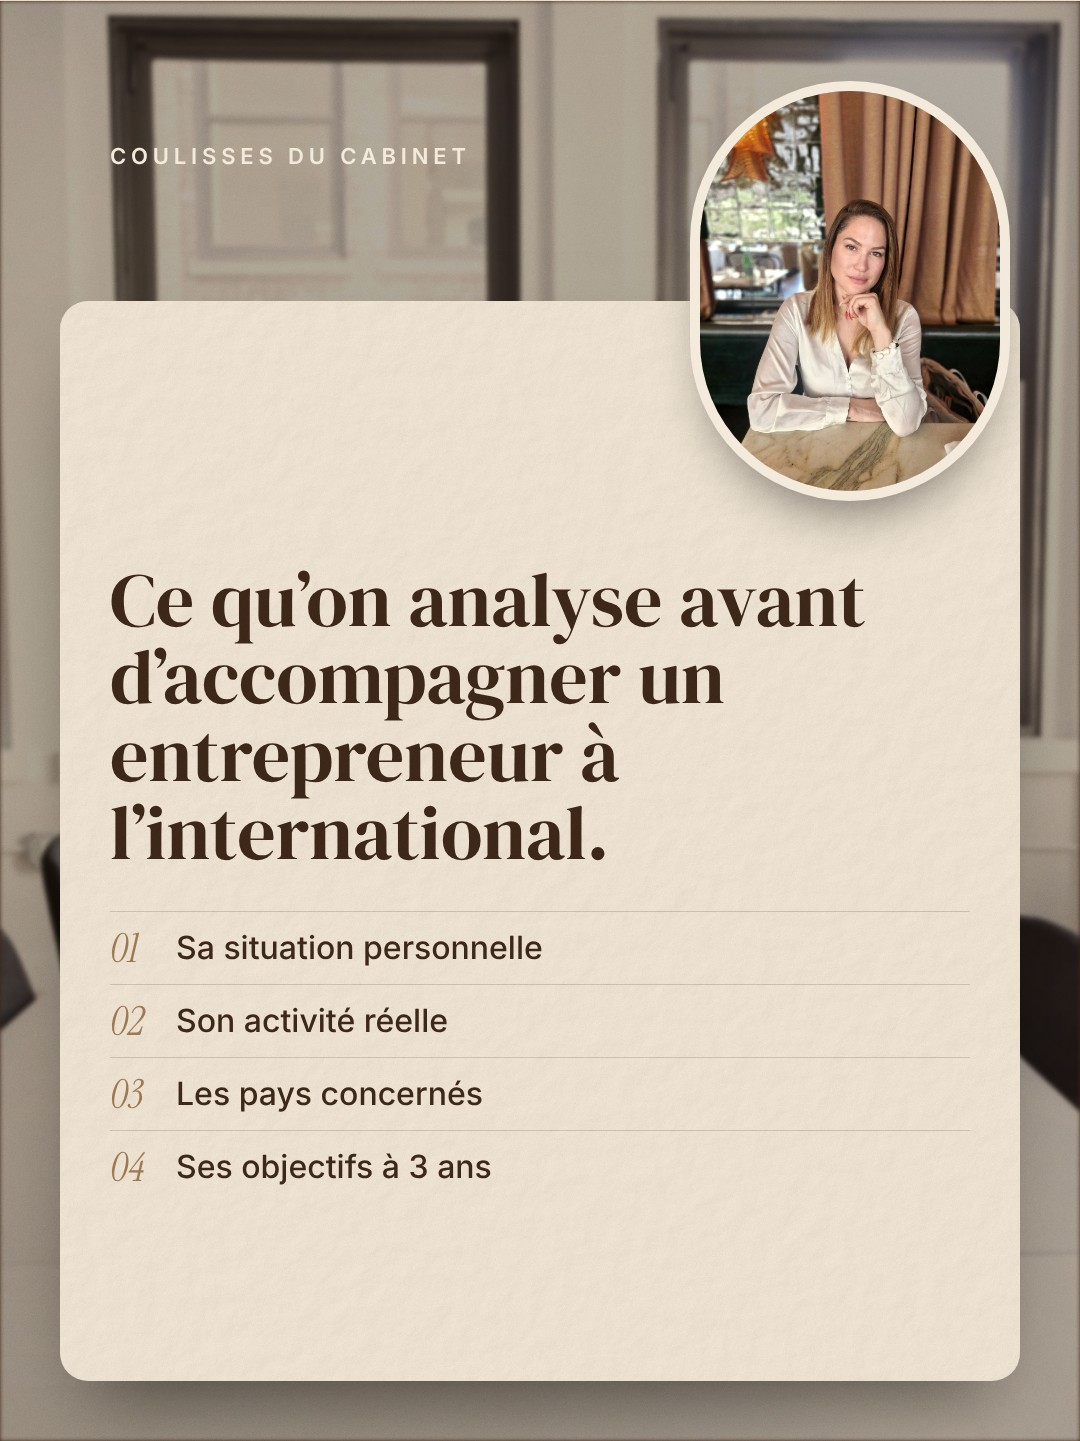 COULISSES DU CABINET
Ce qu’on analyse avant
d’accompagner un
entrepreneur à
l’international.
01 Sa situation personnelle
02 Son activité réelle
03 Les pays concernés
04 Ses objectifs à 3 ans